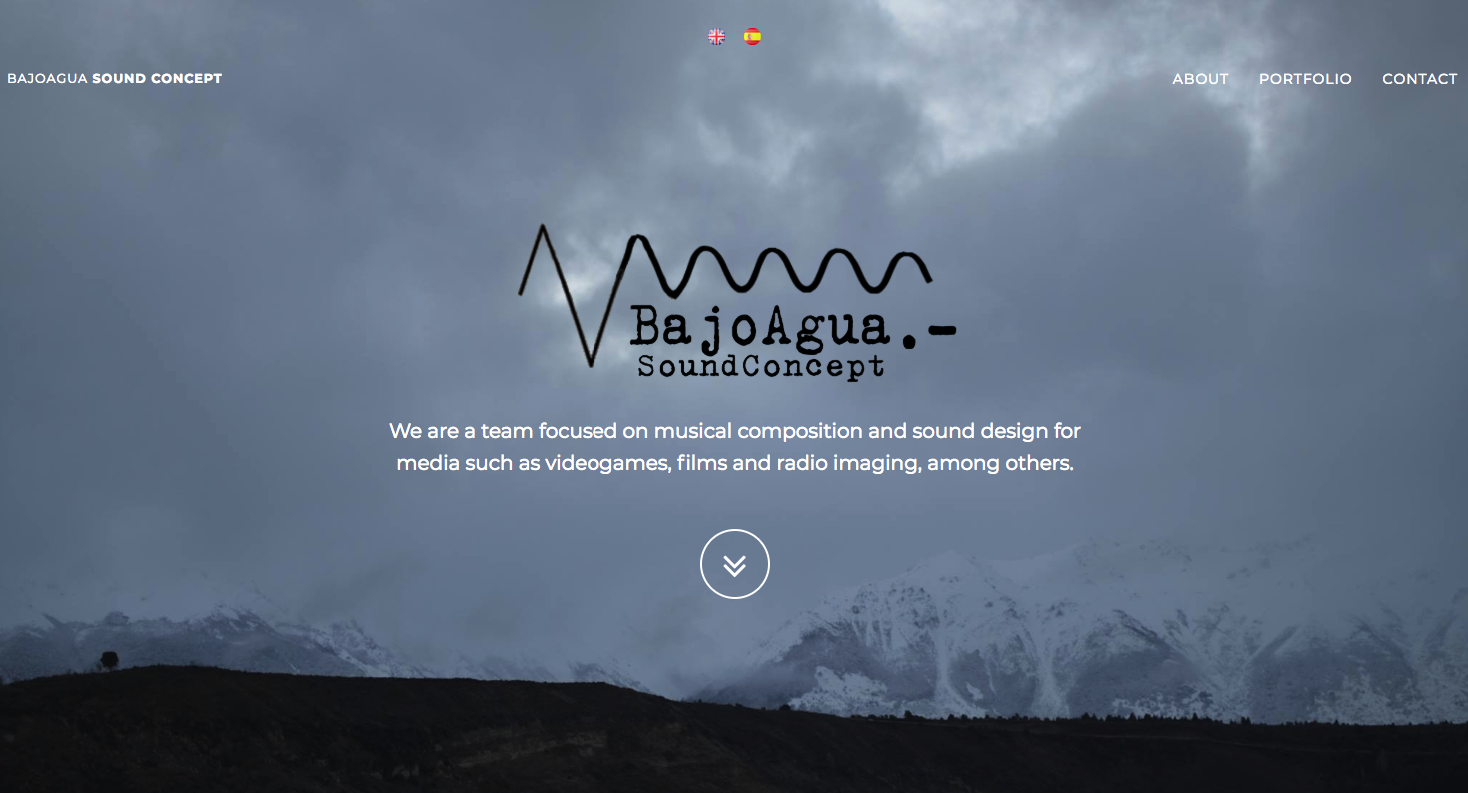 BAJOAGUA SOUND CONCEPT
ABOUT PORTFOLIO CONTACT
BajoAgua.-
SoundConcept
We are a team focused on musical composition and sound design for
media such as videogames, films and radio imaging, among others.